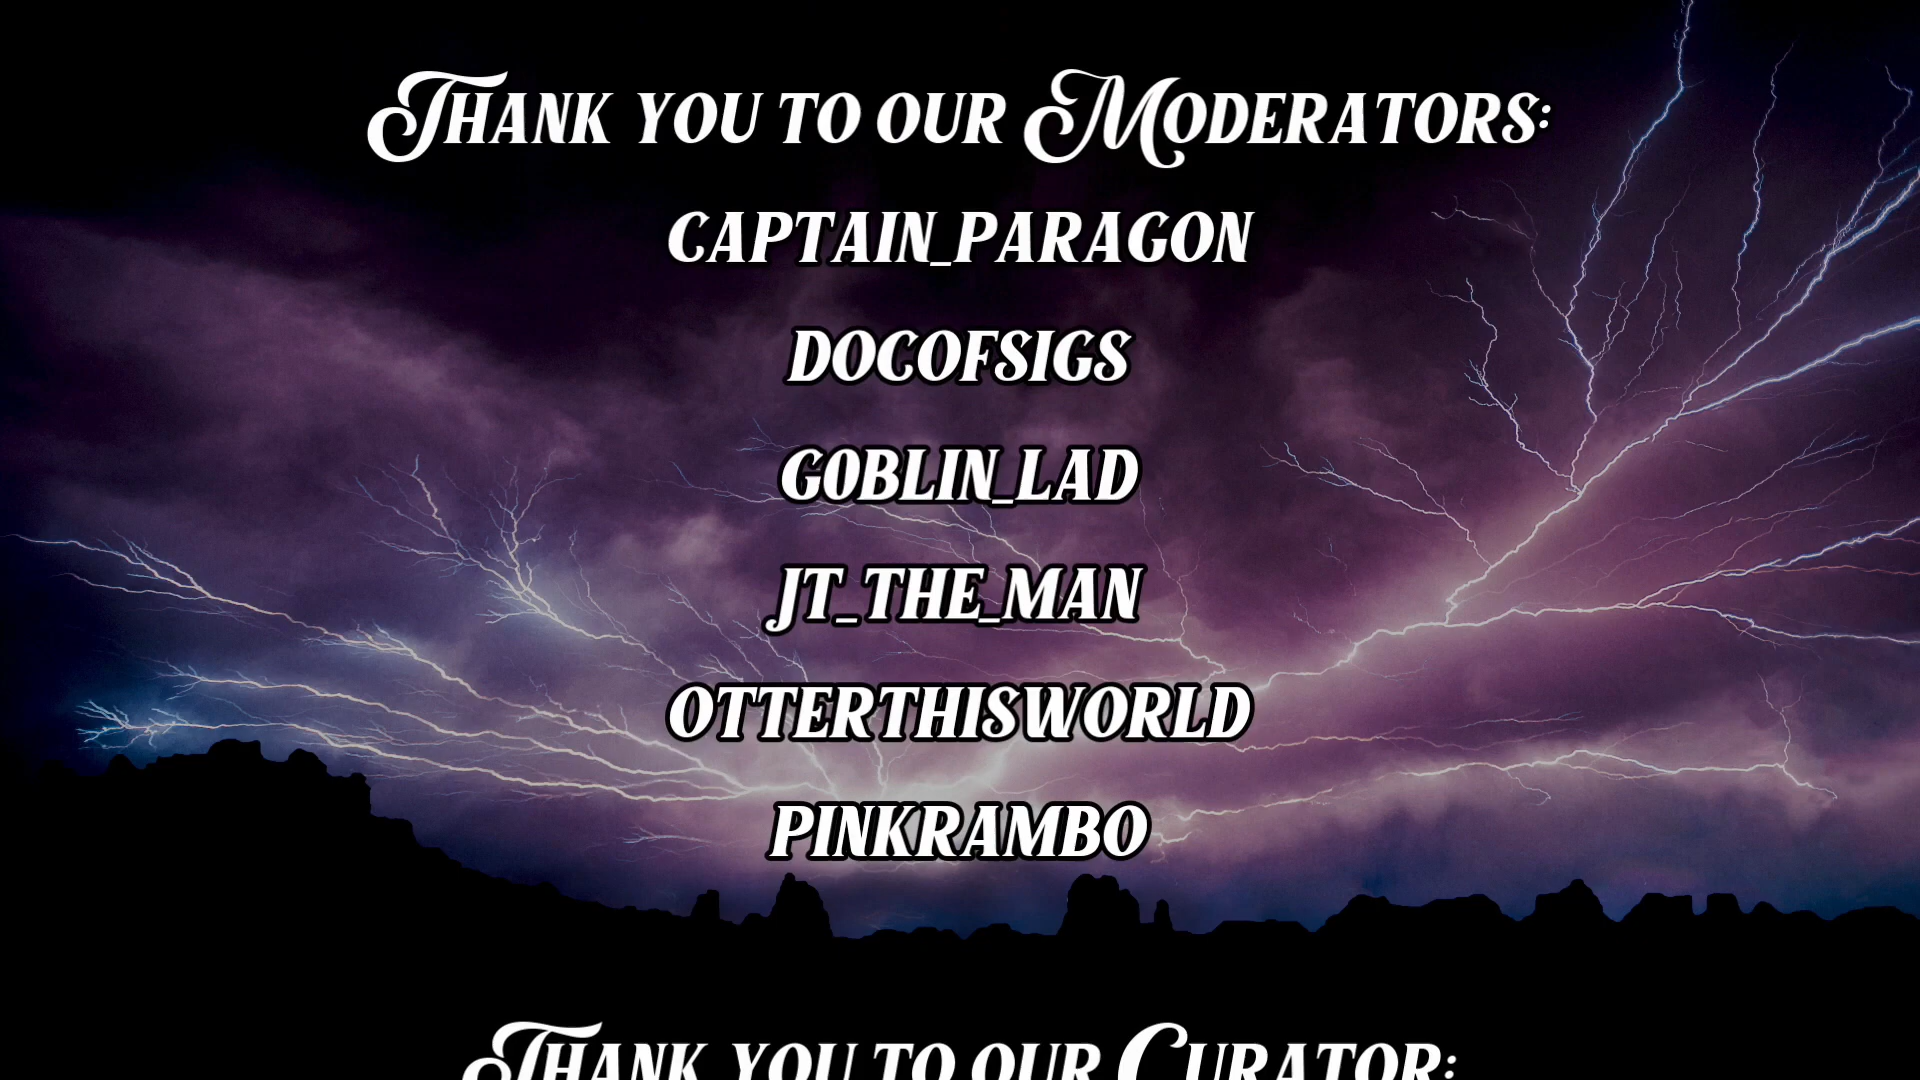 Thank you to our Moderators:
CAPTAIN_PARAGON
DOCOFSIGS
GOBLIN_LAD
JT_THE_MAN
OTTERTHISWORLD
PINKRAMBO
Thank you to our Curator: